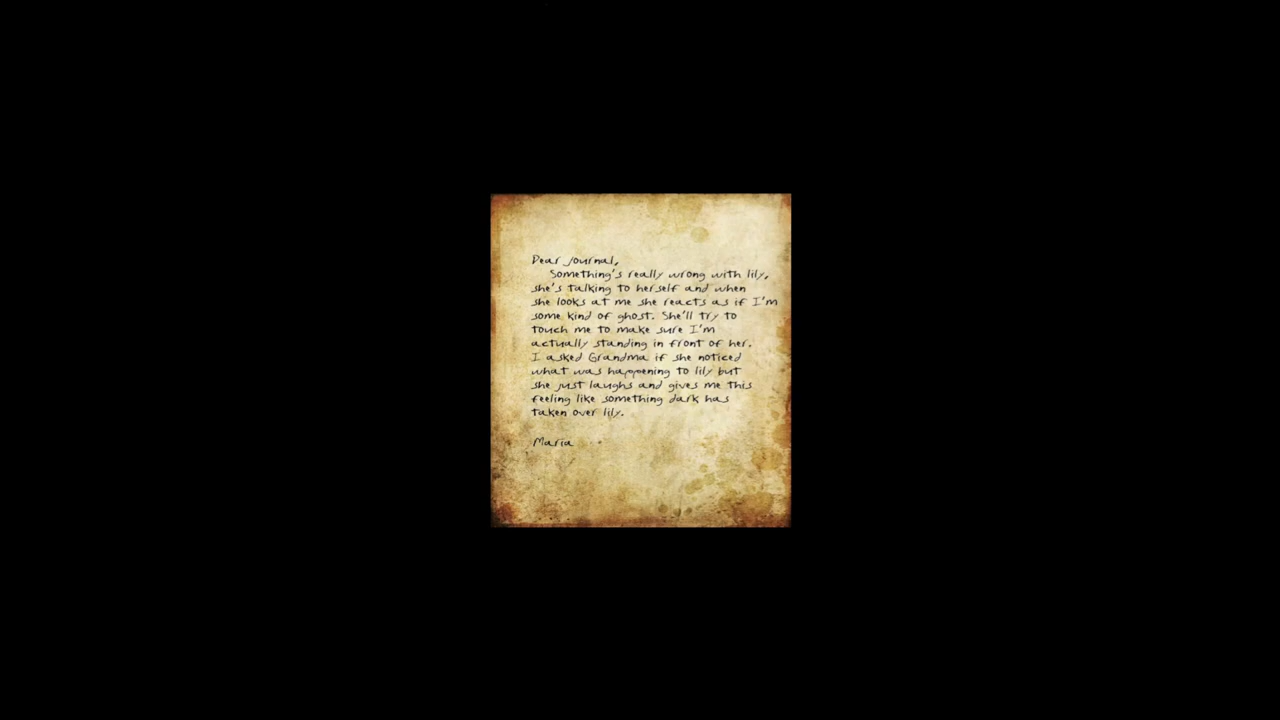 Dear Journal,
Something's really wrong with lily,
she's talking to herself and when
she looks at me she reacts as if I'm
some kind of ghost. She'll try to
touch me to make sure I'm
actually standing in front of her.
I asked Grandma if she noticed
what was happening to lily but
she just laughs and gives me this
feeling like something dark has
taken over lily.
Maria